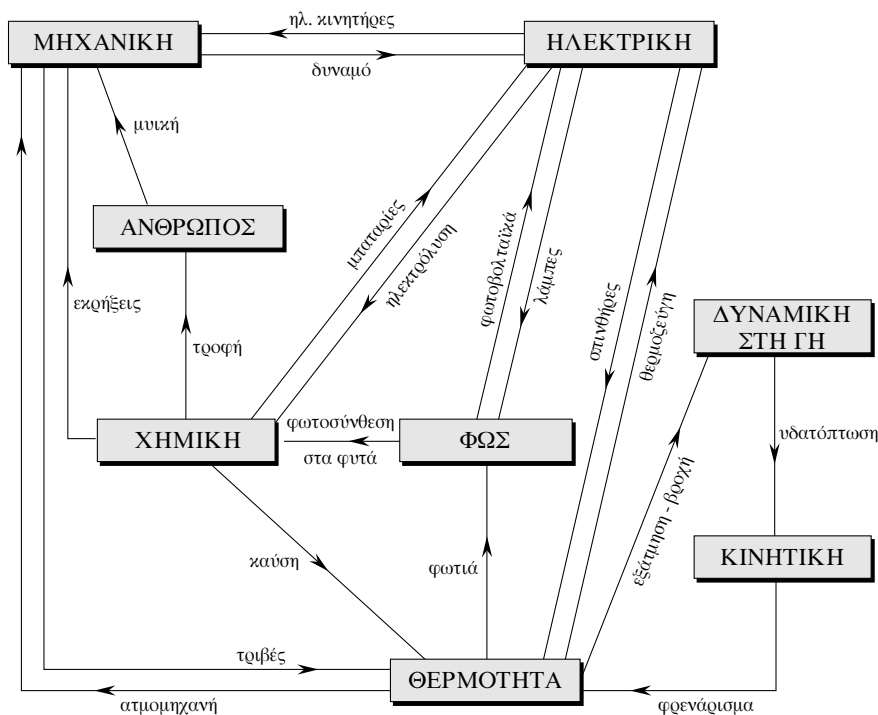 ηλ. κινητήρες
ΜΗΧΑΝΙΚΗ
ΗΛΕΚΤΡΙΚΗ
δυναμό
μυική
ΑΝΘΡΩΠΟΣ
μπαταρίες
ηλεκτρόλυση
φωτοβολταϊκά
λάμπες
σπινθήρες
θερμοζεύγη
εκρήξεις
ΔΥΝΑΜΙΚΗ
ΣΤΗ ΓΗ
τροφή
ΧΗΜΙΚΗ
φωτοσύνθεση
στα φυτά
ΦΩΣ
υδατόπτωση
εξάτμηση - βροχή
ΚΙΝΗΤΙΚΗ
καύση
φωτιά
τριβές
ΘΕΡΜΟΤΗΤΑ
ατμομηχανή
φρενάρισμα